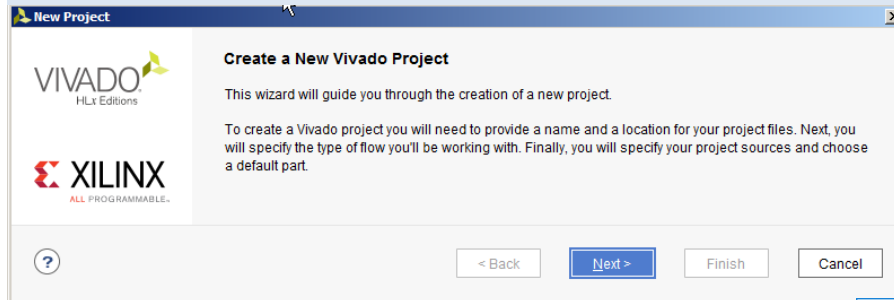 New Project
VIVADO
HLx Editions
XILINX
ALL PROGRAMMABLE™
Create a New Vivado Project
This wizard will guide you through the creation of a new project.
To create a Vivado project you will need to provide a name and a location for your project files. Next, you
will specify the type of flow you'll be working with. Finally, you will specify your project sources and choose
a default part.
?
< Back
Next >
Finish
Cancel